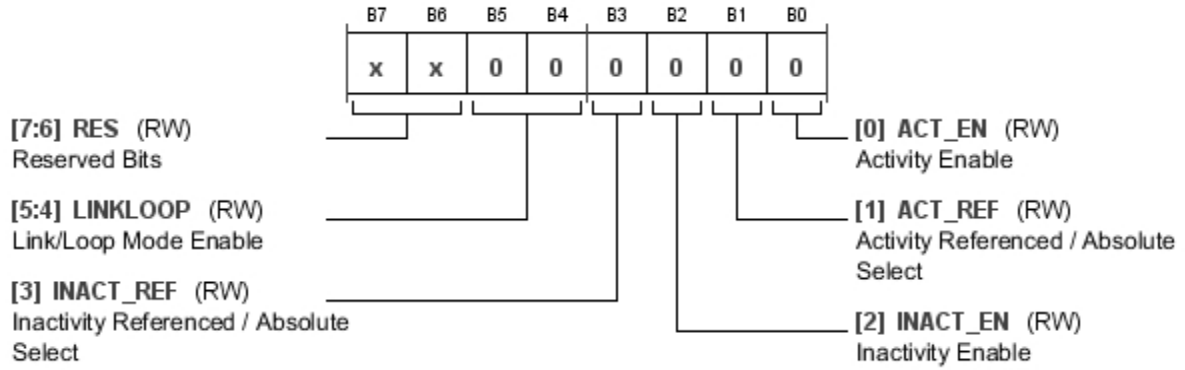 B7 B6 B5 B4 B3 B2 B1 B0
x x 0 0 0 0 0 0
[7:6] RES (RW)
Reserved Bits
[5:4] LINKLOOP (RW)
Link/Loop Mode Enable
[3] INACT_REF (RW)
Inactivity Referenced / Absolute
Select
[0] ACT_EN (RW)
Activity Enable
[1] ACT_REF (RW)
Activity Referenced / Absolute
Select
[2] INACT_EN (RW)
Inactivity Enable